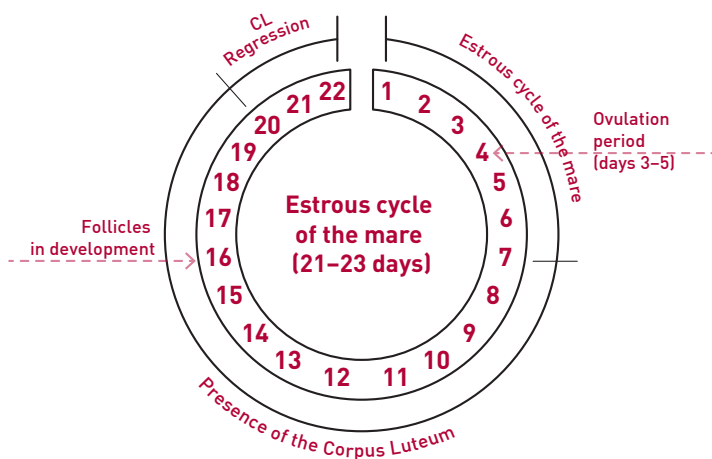 CL
Regression
Estrous cycle of the mare
Ovulation
period
(days 3–5)
Follicles
in development
Presence of the Corpus Luteum
Estrous cycle
of the mare
(21–23 days)
1
2
3
4
5
6
7
8
9
10
11
12
13
14
15
16
17
18
19
20
21
22